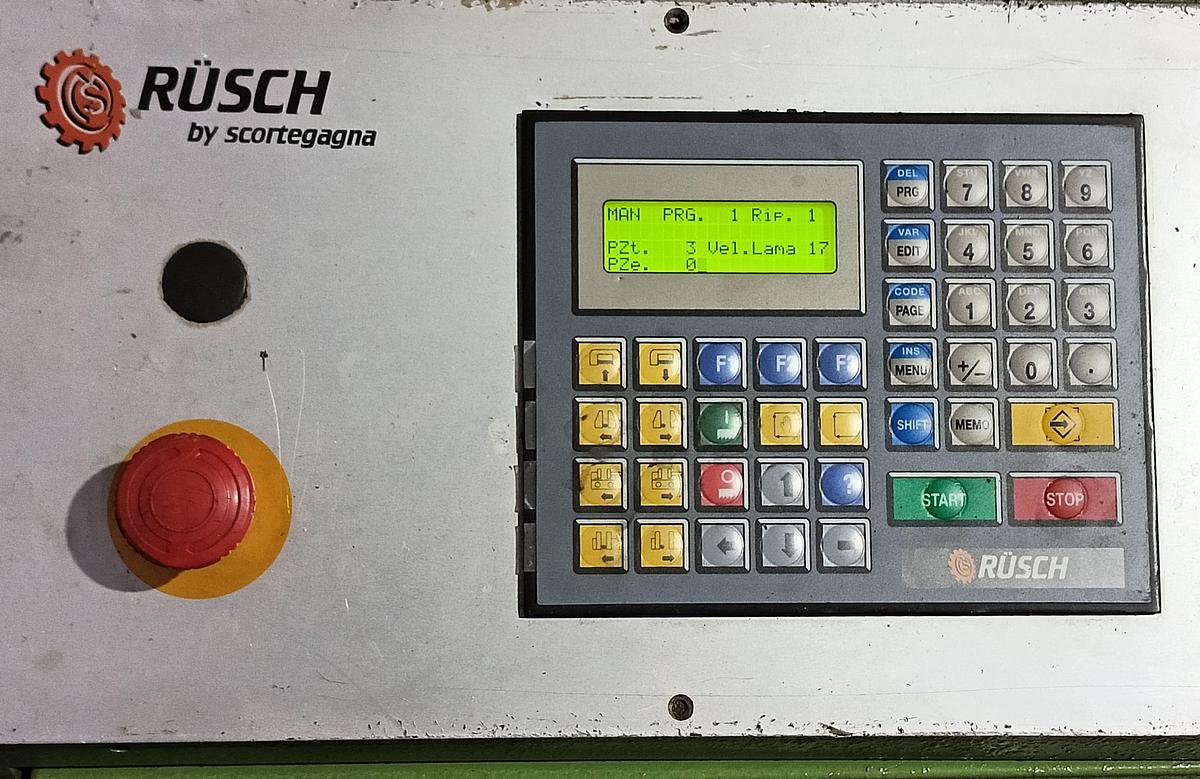 RÜSCH
by scortegagna
MAN PRG. 1 Rip. 1
PZt. 3 Vel.Lama 17
PZe. 0
DEL
PRG
STU
7
VWX
8
YZ
9
VAR
EDIT
JKL
4
MNO
5
PQR
6
CODE
PAGE
ABC
1
DEF
2
GHI
3
INS
MENU
+/-
0
.
F1
F2
F3
SHIFT
MEMO
?
START
STOP
RÜSCH